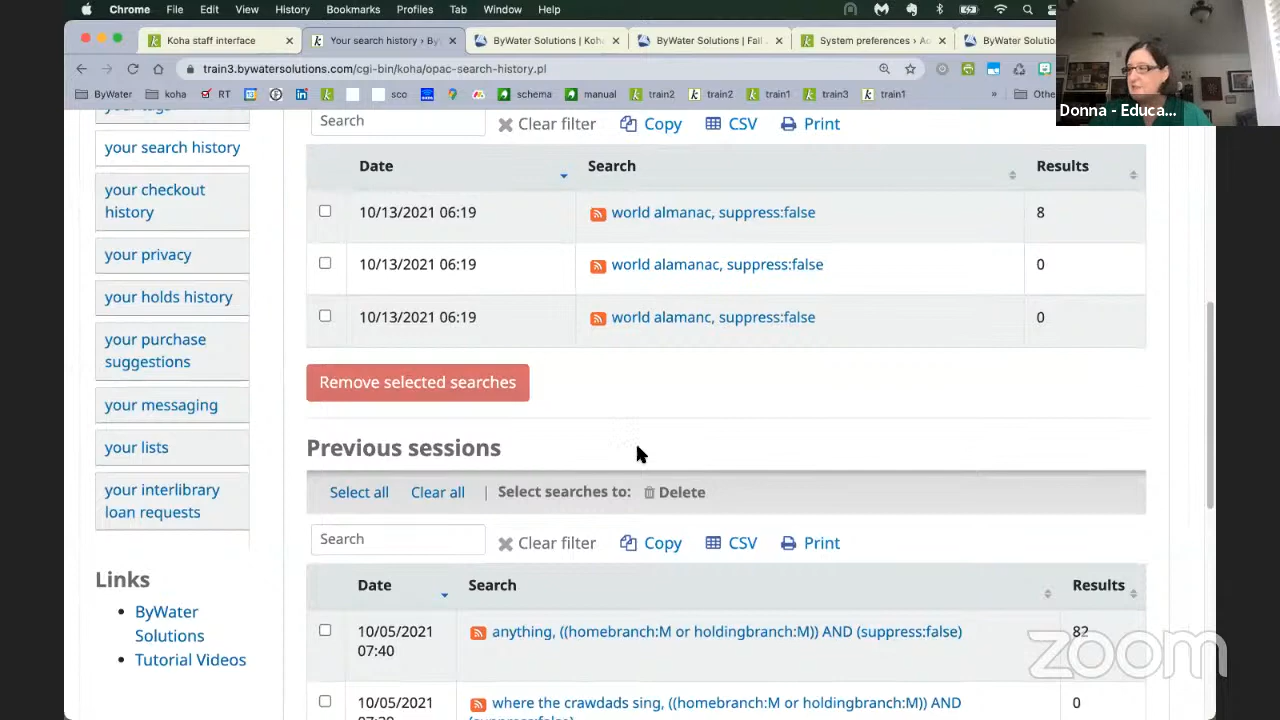 Chrome File Edit View History Bookmarks Profiles Tab Window Help
Koha staff interface × Your search history › By × ByWater Solutions | Koh × ByWater Solutions | Fall × System preferences › A × ByWater Solutio
train3.bywatersolutions.com/cgi-bin/koha/opac-search-history.pl
ByWater koha RT sco schema manual train2 train2 train1 train3 train1 » Othe
Donna - Educa...
your tags
Search Clear filter Copy CSV Print
your search history
Date Search Results
your checkout
history
10/13/2021 06:19 world almanac, suppress:false 8
your privacy
10/13/2021 06:19 world alamanac, suppress:false 0
your holds history
10/13/2021 06:19 world alamanc, suppress:false 0
your purchase
suggestions
Remove selected searches
your messaging
your lists
Previous sessions
your interlibrary
loan requests
Select all Clear all | Select searches to: Delete
Search Clear filter Copy CSV Print
Links
Date Search Results
ByWater
Solutions
10/05/2021
07:40
anything, ((homebranch:M or holdingbranch:M)) AND (suppress:false) 82
Tutorial Videos
zoom
10/05/2021
where the crawdads sing, ((homebranch:M or holdingbranch:M)) AND 0